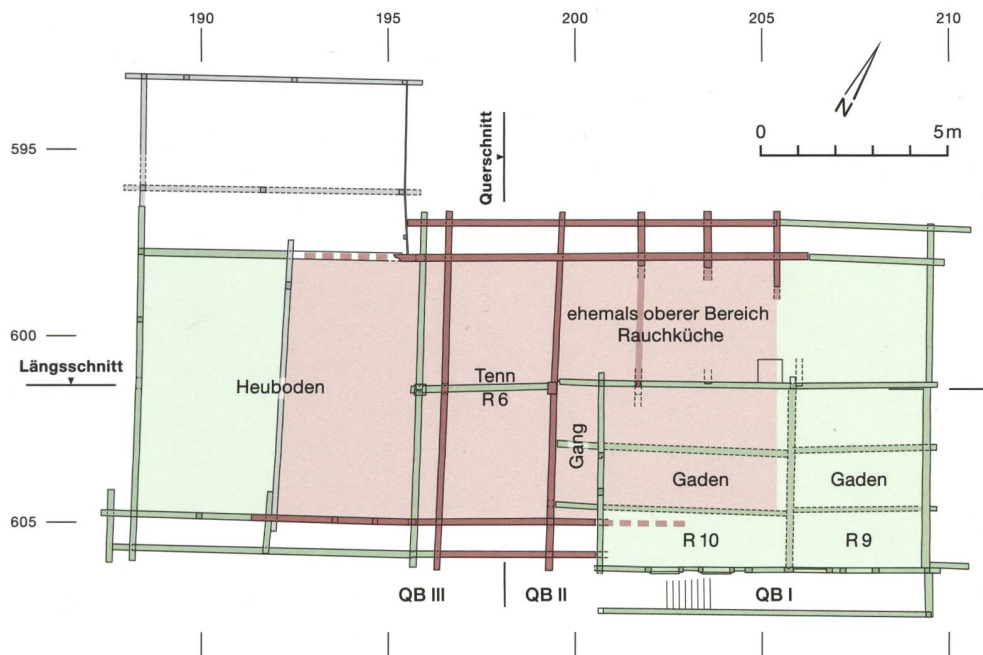 190 195 200 205 210
595
Querschnitt
N
0 5 m
600
ehemals oberer Bereich
Rauchküche
Längsschnitt
Heuboden
Tenn
R 6
Gang
Gaden
Gaden
605
R 10
R 9
QB III
QB II
QB I